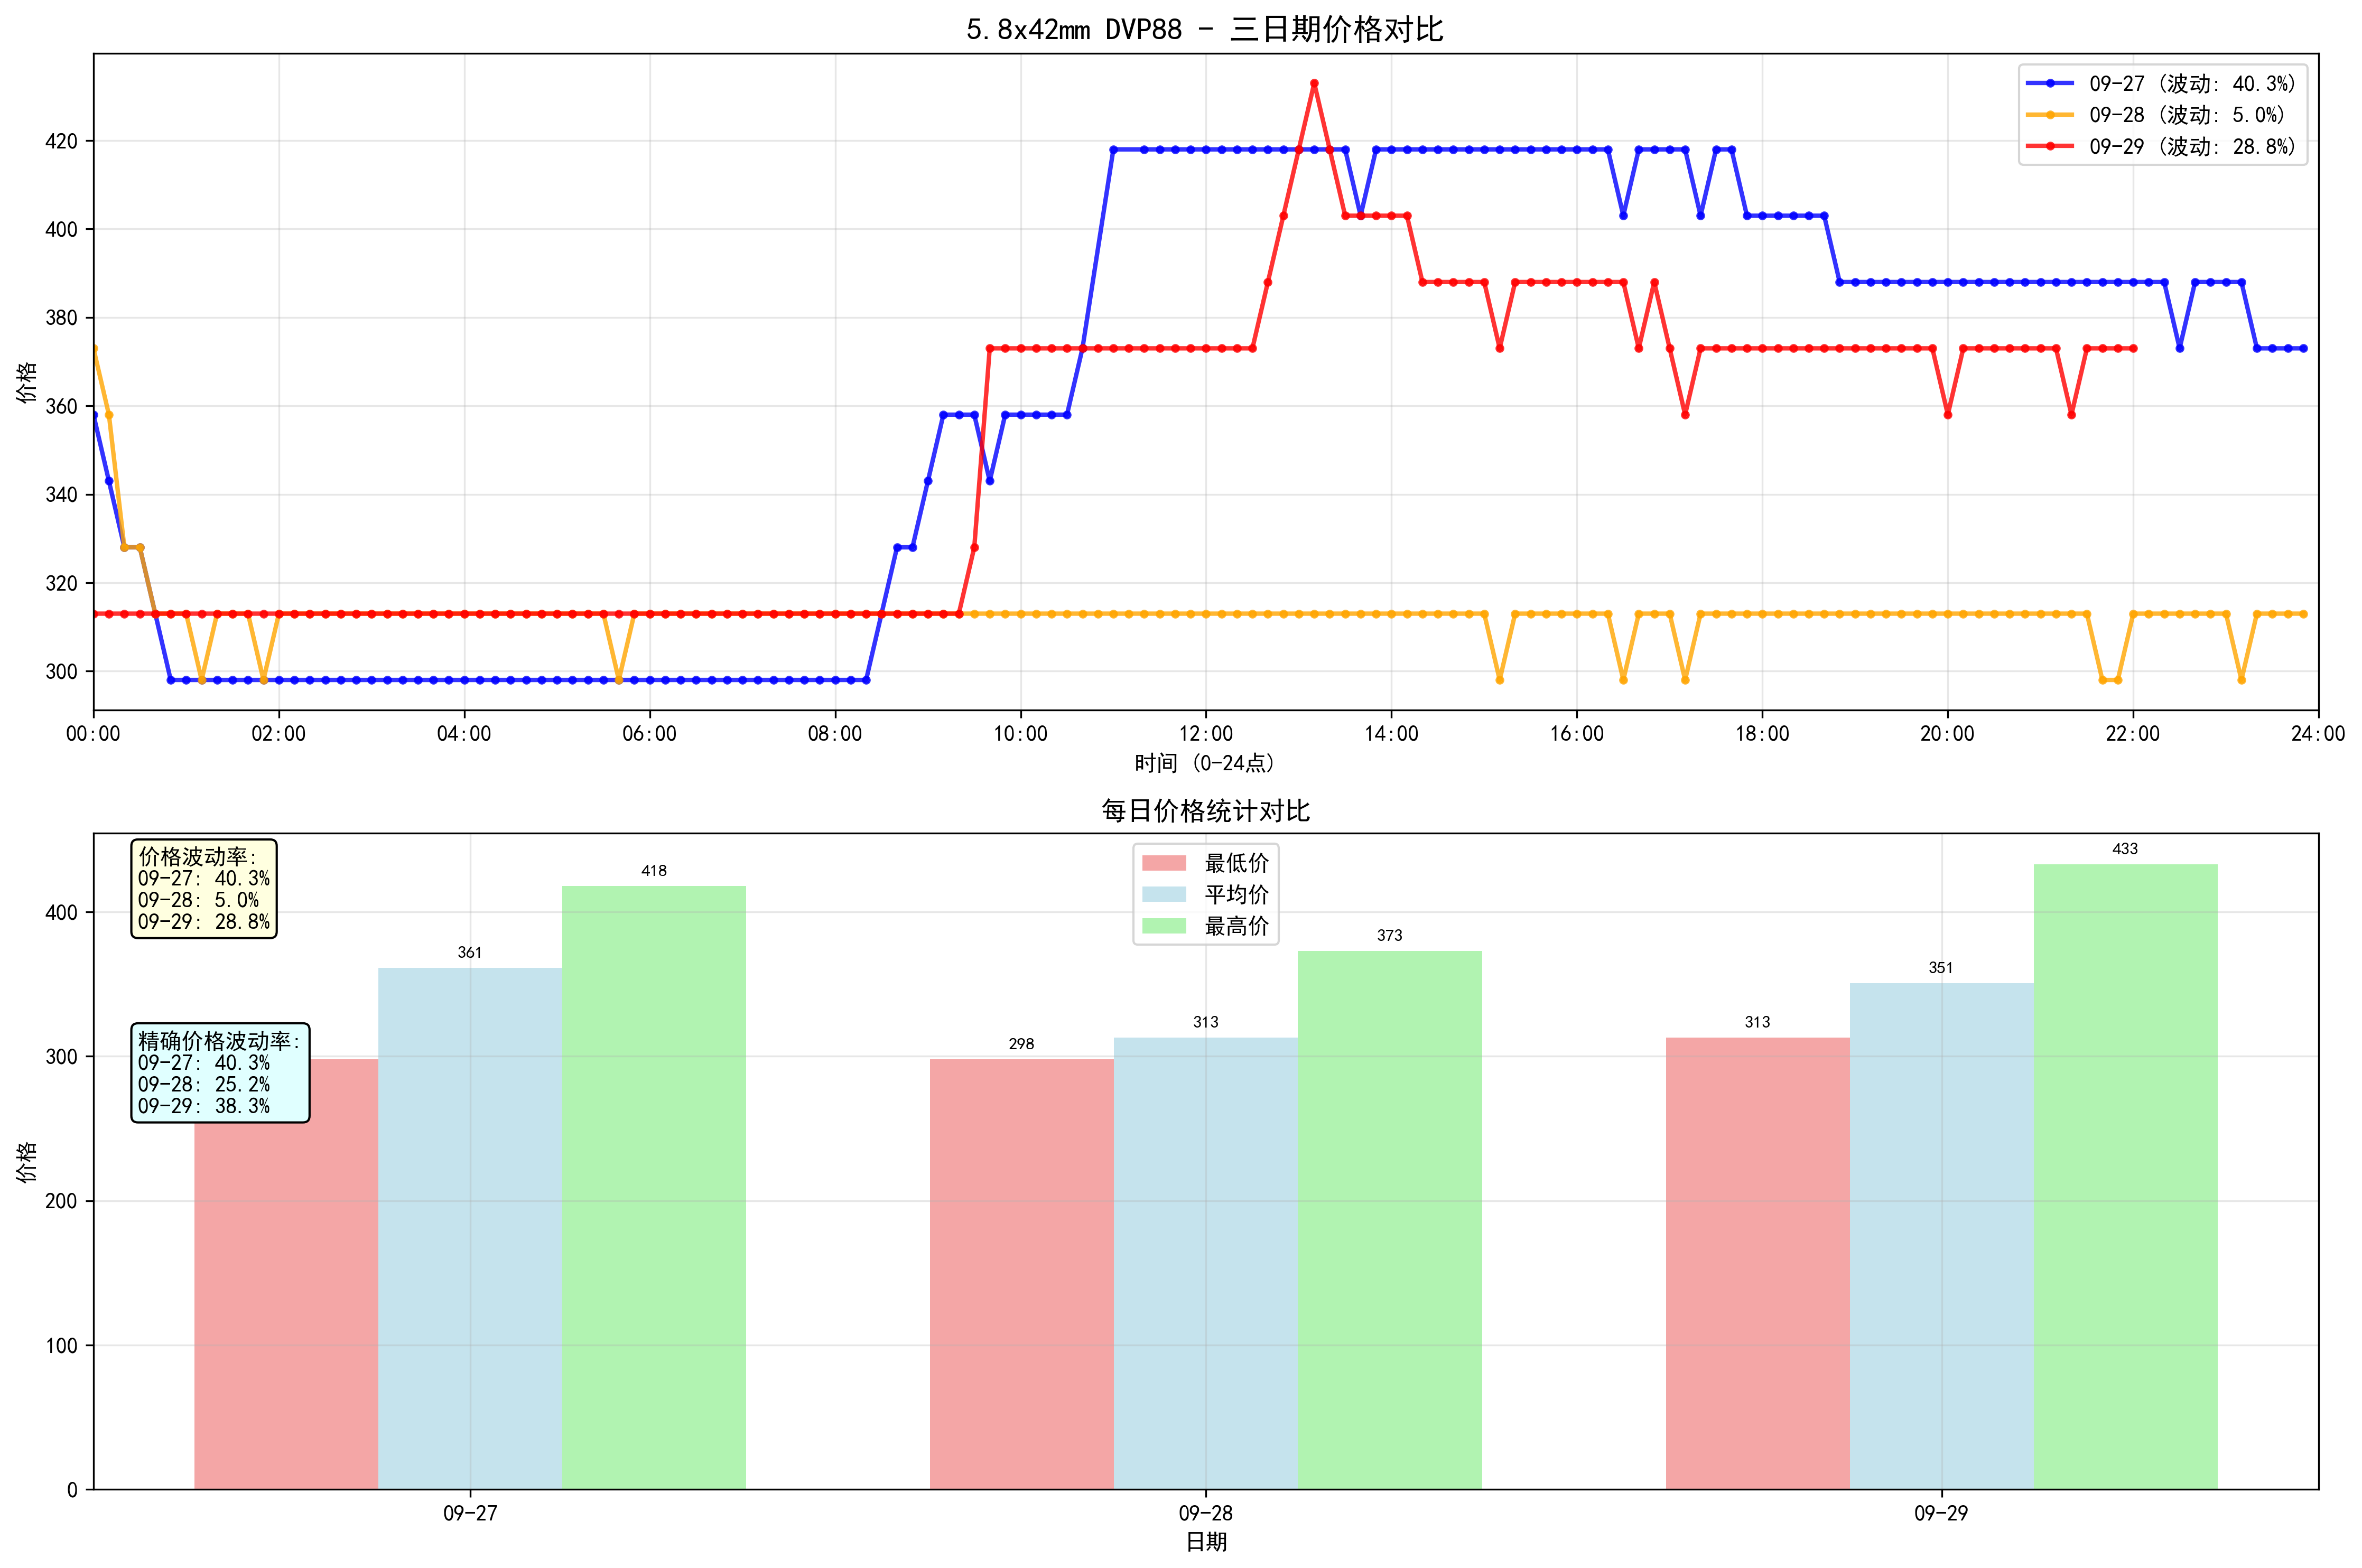 5.8x42mm DVP88 - 三日期价格对比
09-27 (波动: 40.3%)
09-28 (波动: 5.0%)
09-29 (波动: 28.8%)
价格
420
400
380
360
340
320
300
00:00 02:00 04:00 06:00 08:00 10:00 12:00 14:00 16:00 18:00 20:00 22:00 24:00
时间 (0-24点)
每日价格统计对比
价格波动率:
09-27: 40.3%
09-28: 5.0%
09-29: 28.8%
精确价格波动率:
09-27: 40.3%
09-28: 25.2%
09-29: 38.3%
最低价
平均价
最高价
361
418
298
313
373
313
351
433
价格
400
300
200
100
0
09-27 09-28 09-29
日期